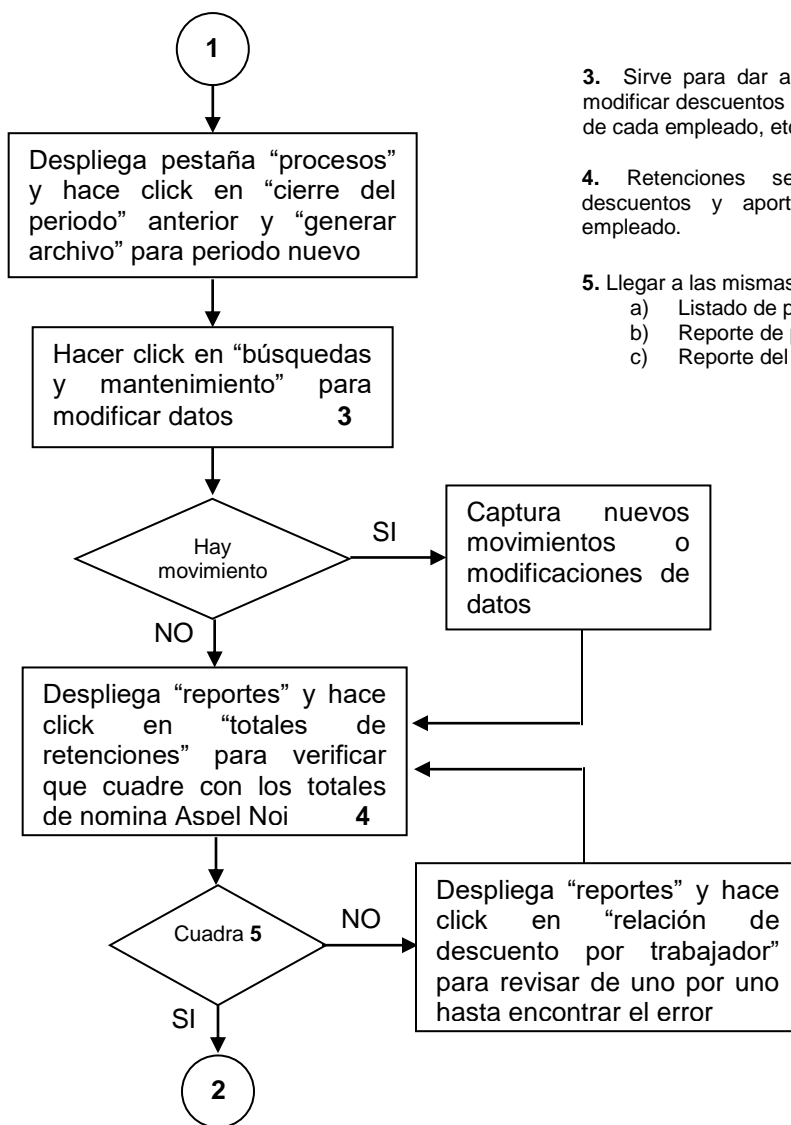 1
Despliega pestaña “procesos”
y hace click en “cierre del
periodo” anterior y “generar
archivo” para periodo nuevo
Hacer click en “búsquedas
y mantenimiento” para
modificar datos 3
Hay
movimiento
SI
NO
Captura nuevos
movimientos o
modificaciones de
datos
Despliega “reportes” y hace
click en “totales de
retenciones” para verificar
que cuadre con los totales
de nomina Aspel Noi 4
Cuadra 5
NO
SI
Despliega “reportes” y hace
click en “relación de
descuento por trabajador”
para revisar de uno por uno
hasta encontrar el error
2
3. Sirve para dar a
modificar descuentos
de cada empleado, etc
4. Retenciones se
descuentos y aport
empleado.
5. Llegar a las mismas
a) Listado de p
b) Reporte de
c) Reporte del